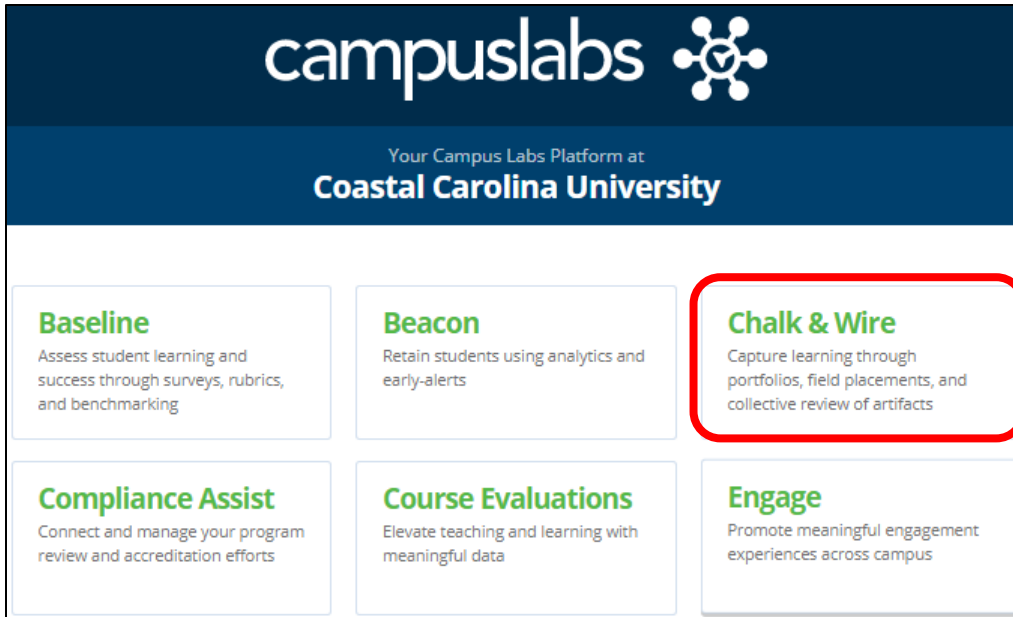 campuslabs
Your Campus Labs Platform at
Coastal Carolina University
Baseline
Assess student learning and
success through surveys, rubrics,
and benchmarking
Beacon
Retain students using analytics and
early-alerts
Chalk & Wire
Capture learning through
portfolios, field placements, and
collective review of artifacts
Compliance Assist
Connect and manage your program
review and accreditation efforts
Course Evaluations
Elevate teaching and learning with
meaningful data
Engage
Promote meaningful engagement
experiences across campus